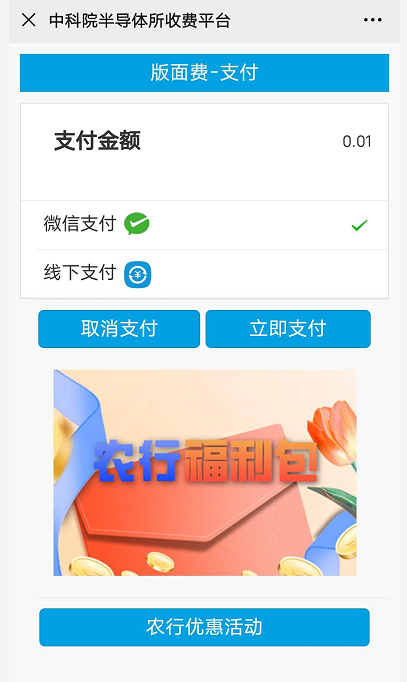 中科院半导体所收费平台
版面费-支付
支付金额 0.01
微信支付
线下支付
取消支付 立即支付
农行福利包
农行优惠活动